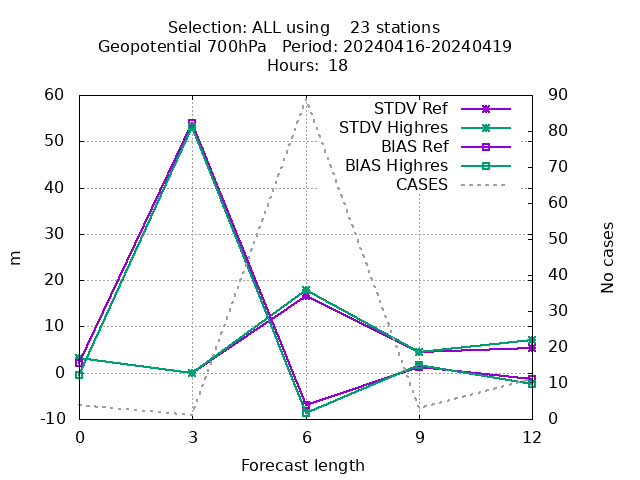 Selection: ALL using    23 stations
Geopotential 700hPa   Period: 20240416-20240419
Hours:  18
60
50
40
30
20
10
0
-10
90
80
70
60
50
40
30
20
10
0
0
3
6
9
12
m
No cases
Forecast length
STDV Ref
STDV Highres
BIAS Ref
BIAS Highres
CASES